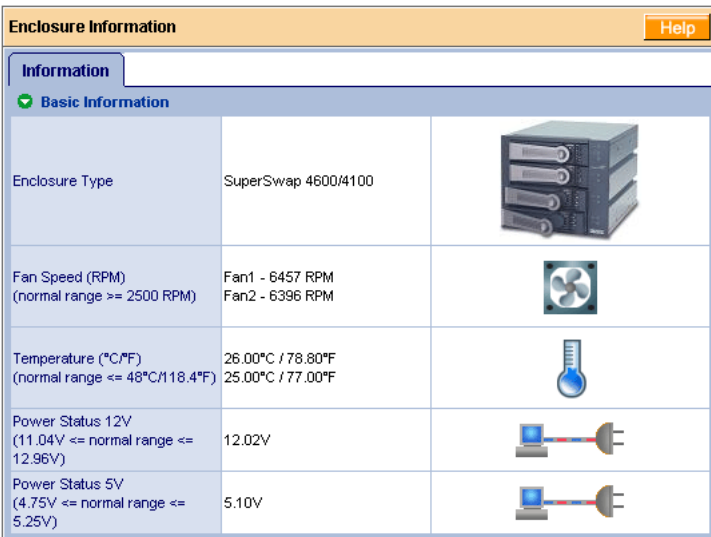 Enclosure Information
Help
Information
Basic Information
Enclosure Type
SuperSwap 4600/4100
Fan Speed (RPM)
(normal range >= 2500 RPM)
Fan1 - 6457 RPM
Fan2 - 6396 RPM
Temperature (°C/°F)
(normal range <= 48°C/118.4°F)
26.00°C / 78.80°F
25.00°C / 77.00°F
Power Status 12V
(11.04V <= normal range <=
12.96V)
12.02V
Power Status 5V
(4.75V <= normal range <=
5.25V)
5.10V